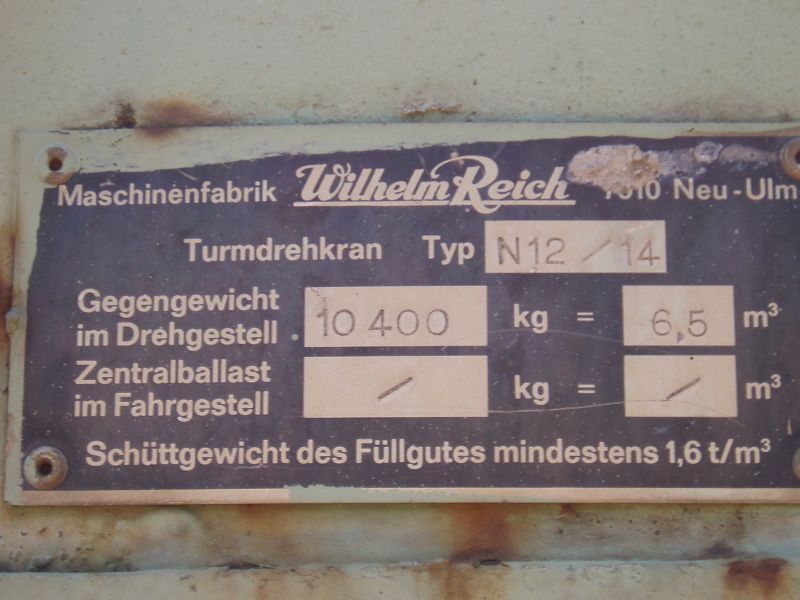 Maschinenfabrik Wilhelm Reich Neu-Ulm
Turmdrehkran Typ N12/14
Gegengewicht
im Drehgestell 10 400 kg = 6,5 m³
Zentralballast
im Fahrgestell / kg = / m³
Schüttgewicht des Füllgutes mindestens 1,6 t/m³